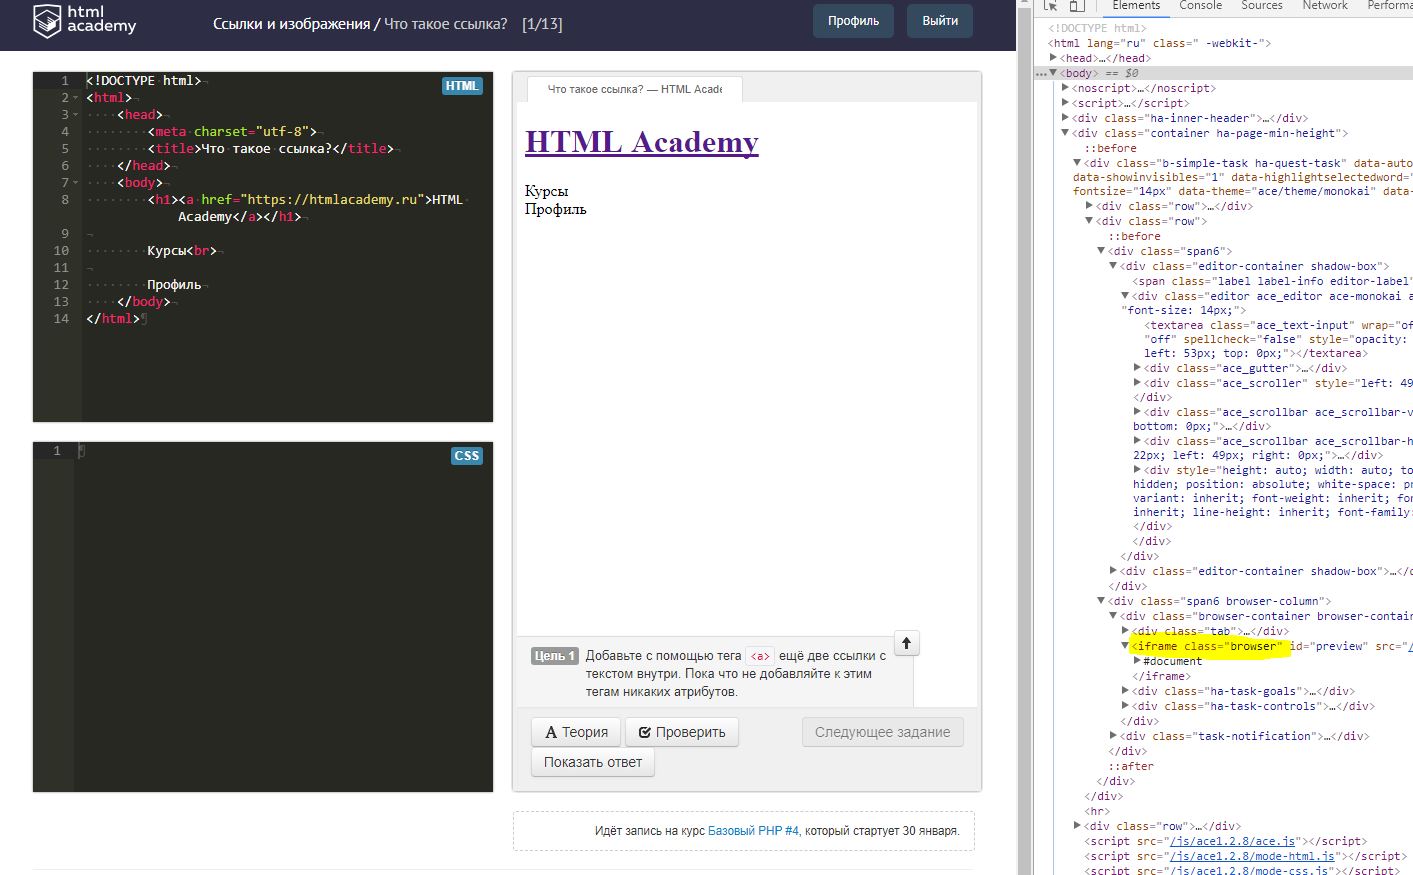 html
academy
Ссылки и изображения / Что такое ссылка? [1/13]
Профиль
Выйти
HTML
1 <!DOCTYPE html>
2 <html>
3 <head>
4 <meta charset="utf-8">
5 <title>Что такое ссылка?</title>
6 </head>
7 <body>
8 <h1><a href="https://htmlacademy.ru">HTML
Academy</a></h1>
9
10 Курсы<br>
11
12 Профиль
13 </body>
14 </html>
CSS
1
Что такое ссылка? — HTML Acade
HTML Academy
Курсы
Профиль
Цель 1 Добавьте с помощью тега <a> ещё две ссылки с
текстом внутри. Пока что не добавляйте к этим
тегам никаких атрибутов.
Теория
Проверить
Следующее задание
Показать ответ
Идёт запись на курс Базовый PHP #4, который стартует 30 января.
Elements Console Sources Network Performa
<!DOCTYPE html>
<html lang="ru" class=" -webkit-">
<head>…</head>
<body> == $0
<noscript>…</noscript>
<script>…</script>
<div class="ha-inner-header">…</div>
<div class="container ha-page-min-height">
::before
<div class="b-simple-task ha-quest-task" data-auto
data-showinvisibles="1" data-highlightselectedword="
fontsize="14px" data-theme="ace/theme/monokai" data-
<div class="row">…</div>
<div class="row">
::before
<div class="span6">
<div class="editor-container shadow-box">
<span class="label label-info editor-label"
<div class="editor ace_editor ace-monokai a
"font-size: 14px;">
<textarea class="ace_text-input" wrap="of
"off" spellcheck="false" style="opacity:
left: 53px; top: 0px;"></textarea>
<div class="ace_gutter">…</div>
<div class="ace_scroller" style="left: 49
</div>
<div class="ace_scrollbar ace_scrollbar-v
bottom: 0px;">…</div>
<div class="ace_scrollbar ace_scrollbar-h
22px; left: 49px; right: 0px;">…</div>
<div style="height: auto; width: auto; to
hidden; position: absolute; white-space: pr
variant: inherit; font-weight: inherit; fo
inherit; line-height: inherit; font-family:
</div>
</div>
</div>
<div class="editor-container shadow-box">…</d
</div>
<div class="span6 browser-column">
<div class="browser-container browser-contai
<div class="tab">…</div>
<iframe class="browser" id="preview" src="/
#document
</iframe>
<div class="ha-task-goals">…</div>
<div class="ha-task-controls">…</div>
</div>
<div class="task-notification">…</div>
</div>
::after
</div>
</div>
<hr>
<div class="row">…</div>
<script src="/js/ace1.2.8/ace.js"></script>
<script src="/js/ace1.2.8/mode-html.js"></script>
<script src="/js/ace1.2.8/mode-css.js"></script>